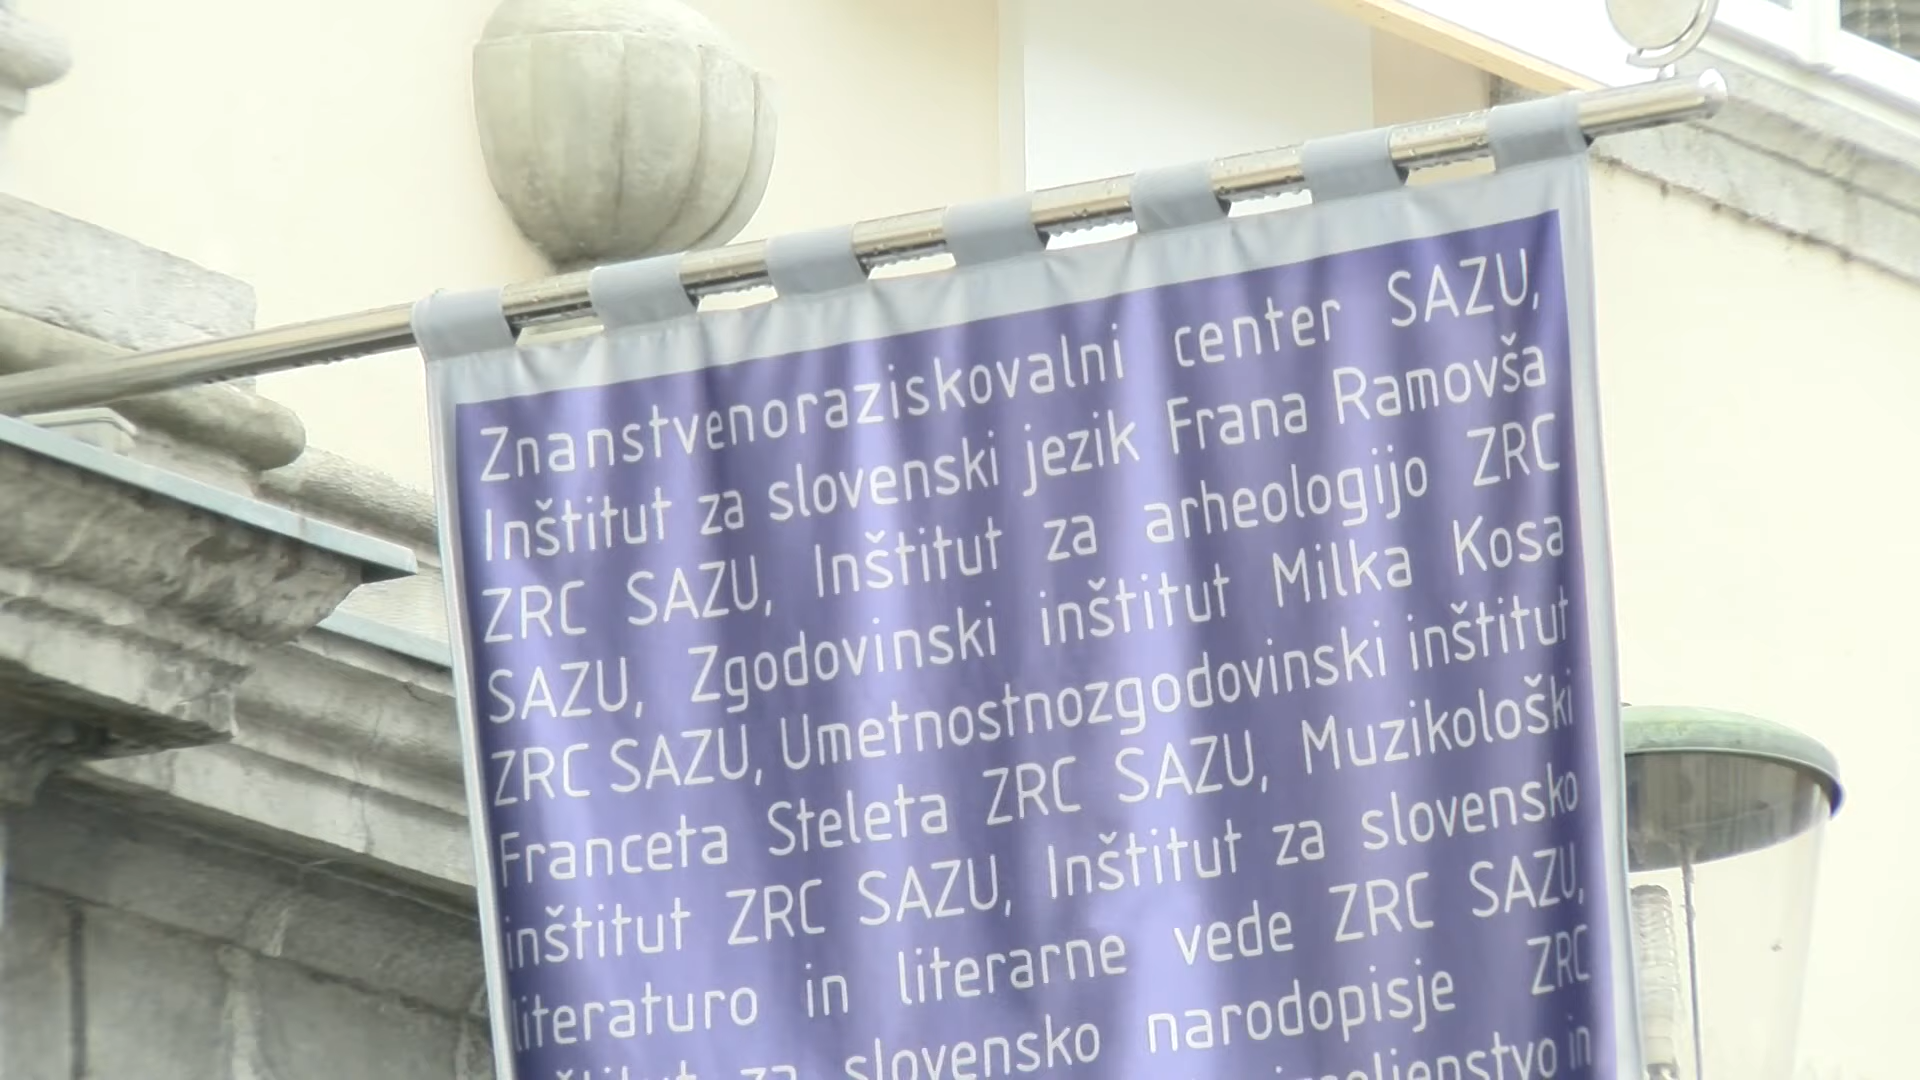 Znanstvenoraziskovalni center SAZU,
Inštitut za slovenski jezik Frana Ramovša
ZRC SAZU, Inštitut za arheologijo ZRC
SAZU, Zgodovinski inštitut Milka Kosa
ZRC SAZU, Umetnostnozgodovinski inštitut
Franceta Steleta ZRC SAZU, Muzikološki
inštitut ZRC SAZU, Inštitut za slovensko
literaturo in literarne vede ZRC SAZU,
za slovensko narodopisje ZRC
in